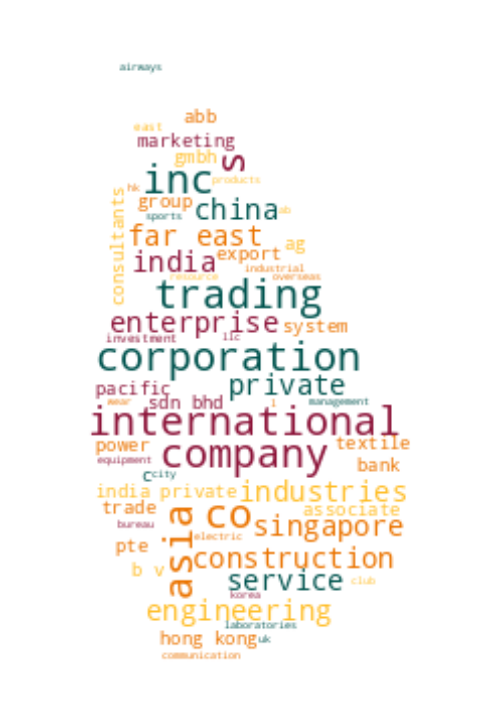 airways
abb
east
marketing
gmbh
s
inc
products
hk
group
sports
china
ab
consultants
far east
ag
india
export
industrial
resource
overseas
trading
enterprise
system
investment
llc
corporation
private
pacific
wear
sdn bhd
i
management
international
power
company
textile
equipment
bank
c
city
india private
industries
trade
asia
co
associate
bureau
singapore
electric
pte
construction
b v
service
club
korea
engineering
laboratories
hong kong
uk
communication